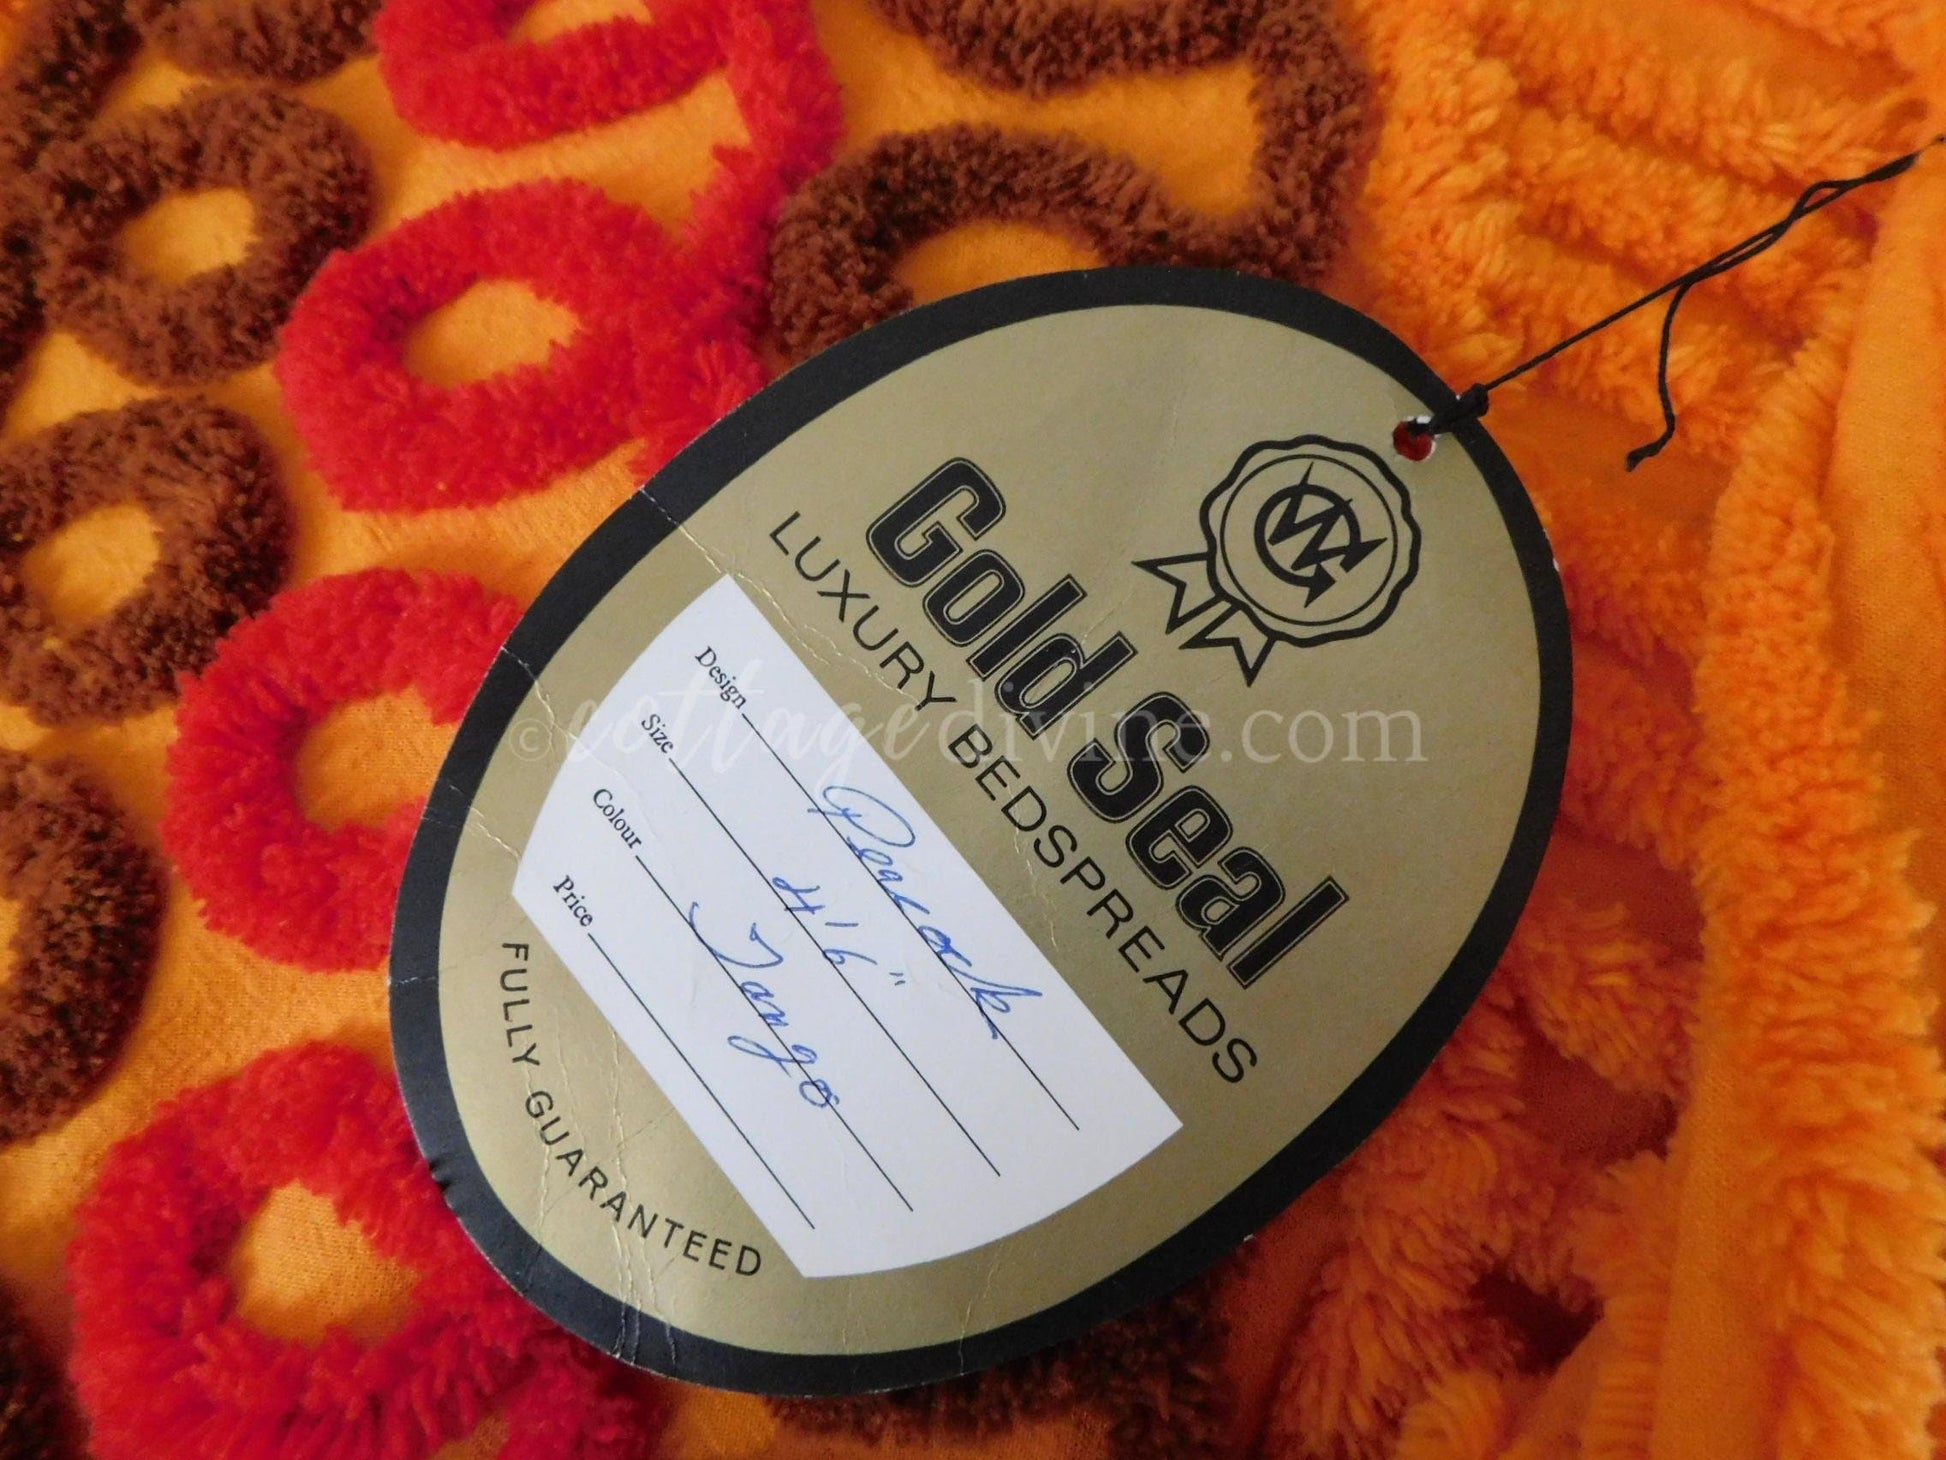 Gold Seal
LUXURY BEDSPREADS
Design Peacock
Size 4'6"
Colour Tango
Price
FULLY GUARANTEED
© cottagedivine.com